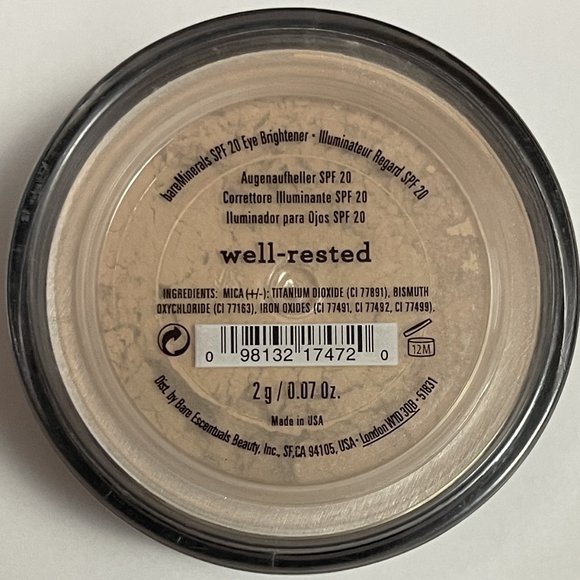 bareMinerals SPF 20 Eye Brightener • Illuminateur Regard SPF 20
Augenaufheller SPF 20
Correttore Illuminante SPF 20
Iluminador para Ojos SPF 20
well-rested
INGREDIENTS: MICA (+/-): TITANIUM DIOXIDE (CI 77891), BISMUTH
OXYCHLORIDE (CI 77163), IRON OXIDES (CI 77491, CI 77492, CI 77499).
0 98132 17472 0
12M
2 g / 0.07 Oz.
Made in USA
Dist. by Bare Escentuals Beauty, Inc., SF, CA 94105, USA • London W1D 3QB • 51831